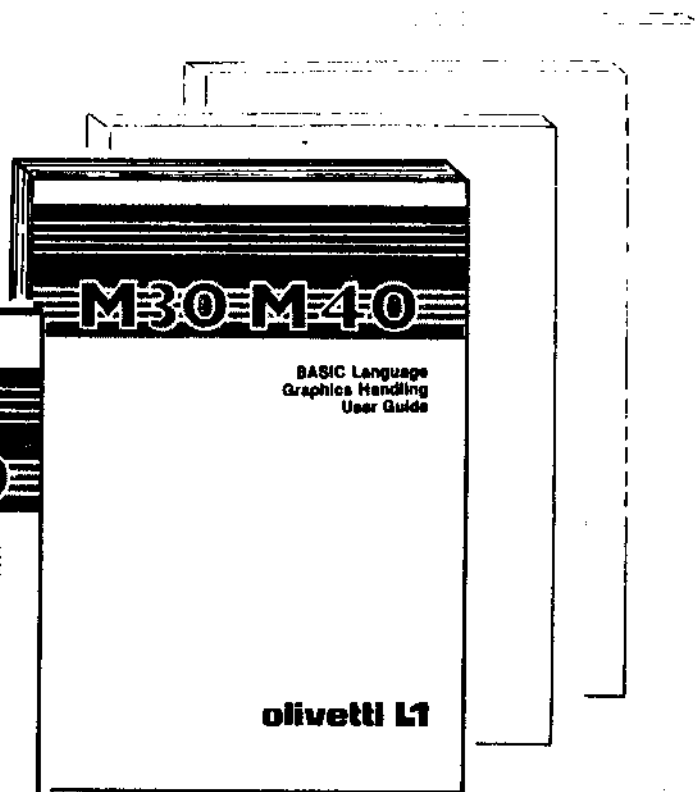 M30 M40
BASIC Language
Graphics Handling
User Guide
olivetti L1